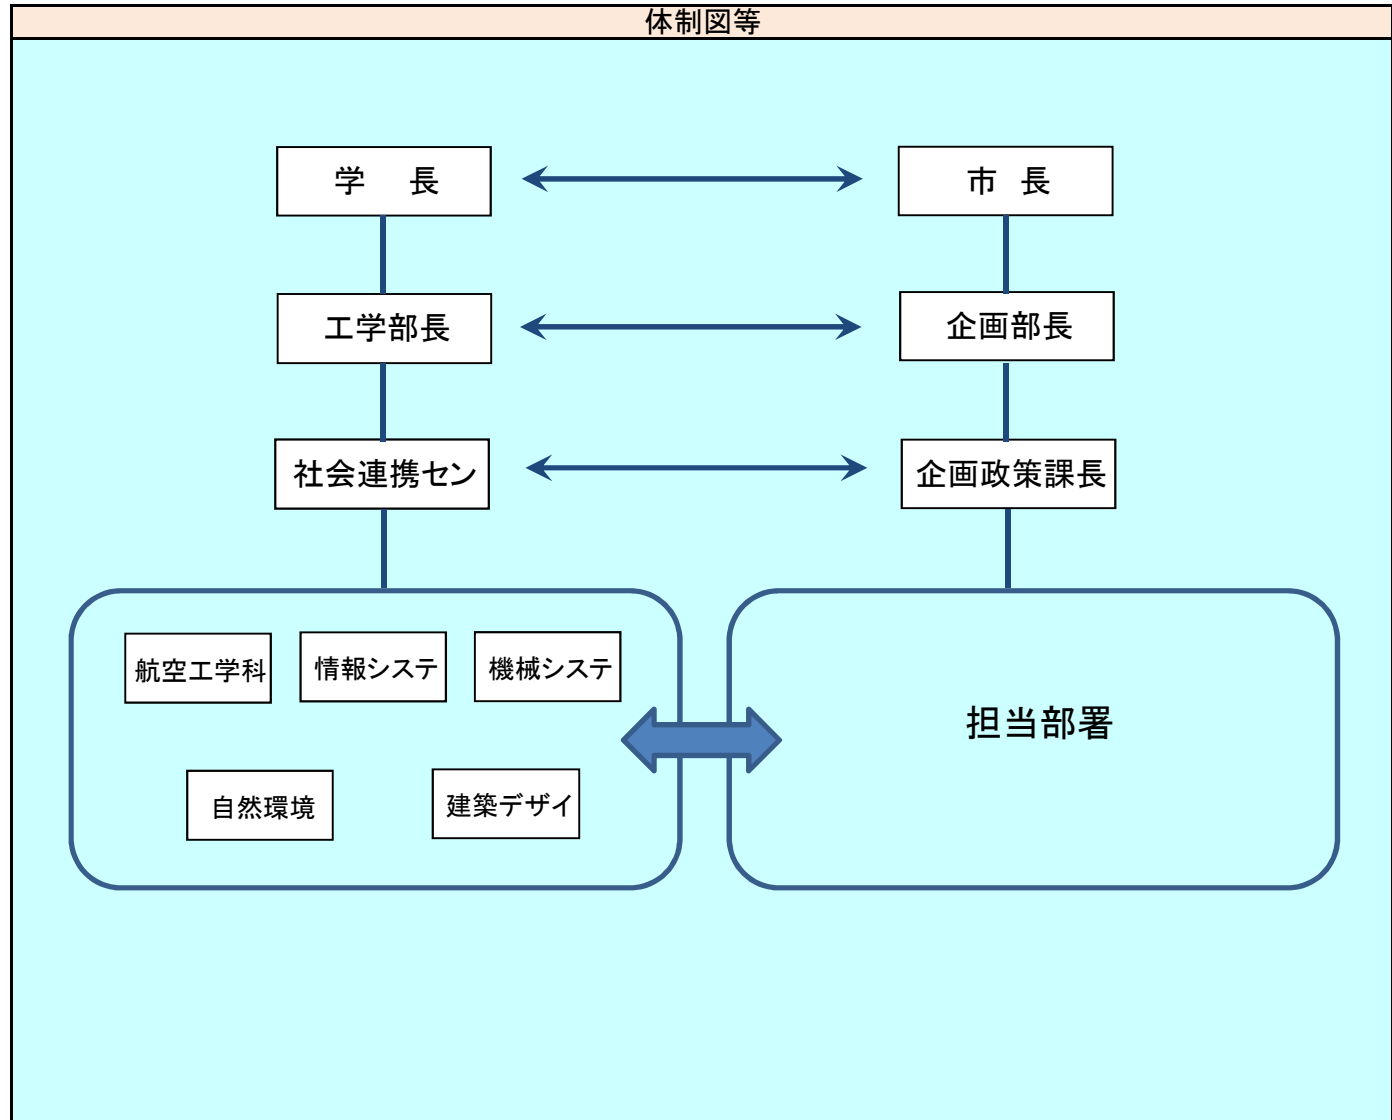 体制図等
学　長
市 長
工学部長
企画部長
社会連携セン
企画政策課長
航空工学科
情報システ
機械システ
担当部署
自然環境
建築デザイ